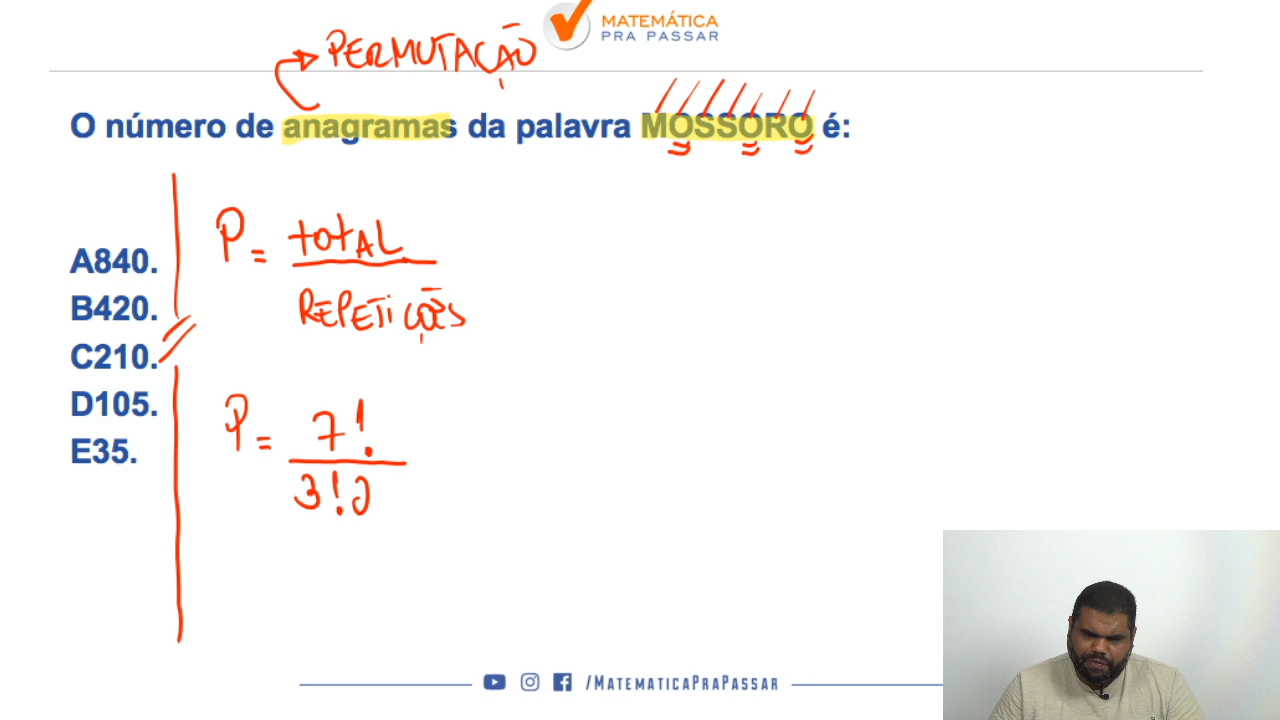 MATEMÁTICA
PRA PASSAR
PERMUTAÇÃO
O número de anagramas da palavra MOSSORO é:
P = TOTAL
REPETIÇÕES
A840.
B420.
C210.
D105.
E35.
P = 7!
3!
/MATEMATICAPRAPASSAR